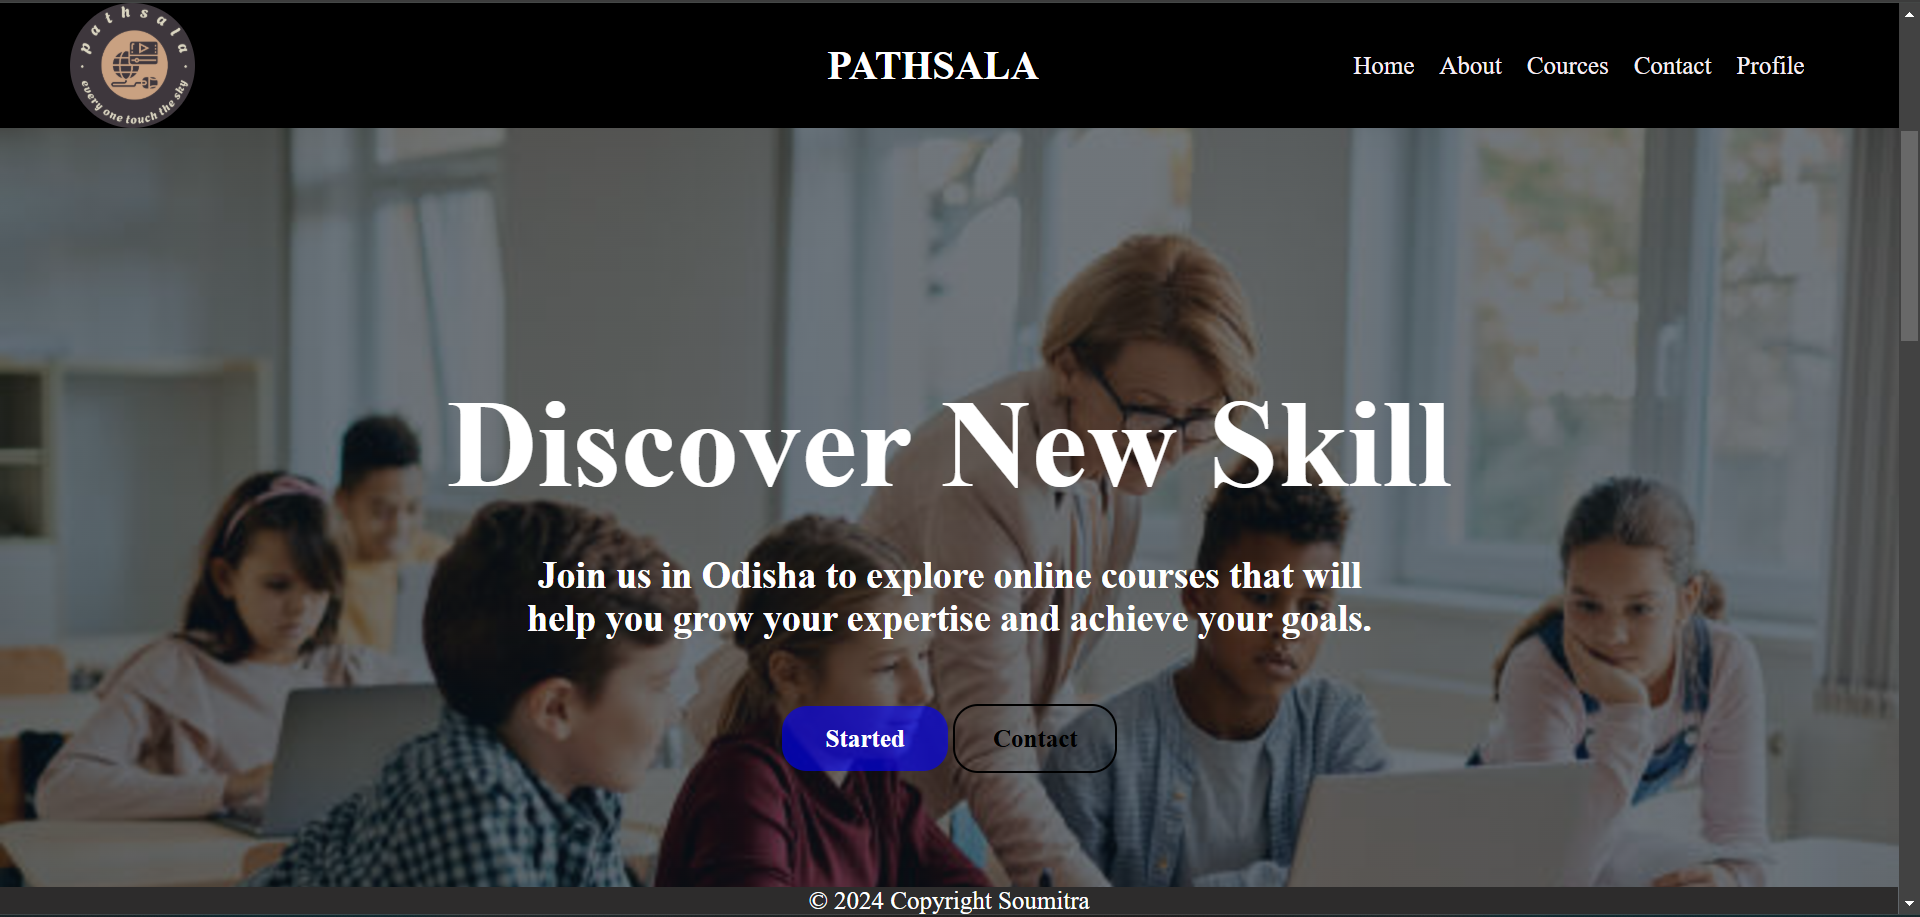 pathsala
every one touch the sky
PATHSALA
Home About Cources Contact Profile
Discover New Skill
Join us in Odisha to explore online courses that will
help you grow your expertise and achieve your goals.
Started Contact
© 2024 Copyright Soumitra